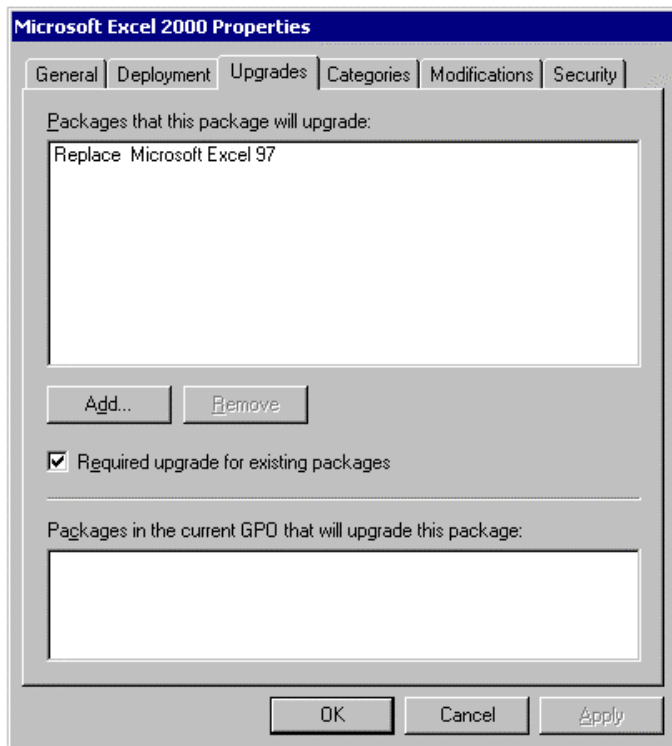 Microsoft Excel 2000 Properties
General Deployment Upgrades Categories Modifications Security
Packages that this package will upgrade:
Replace Microsoft Excel 97
Add... Remove
Required upgrade for existing packages
Packages in the current GPO that will upgrade this package:
OK Cancel Apply